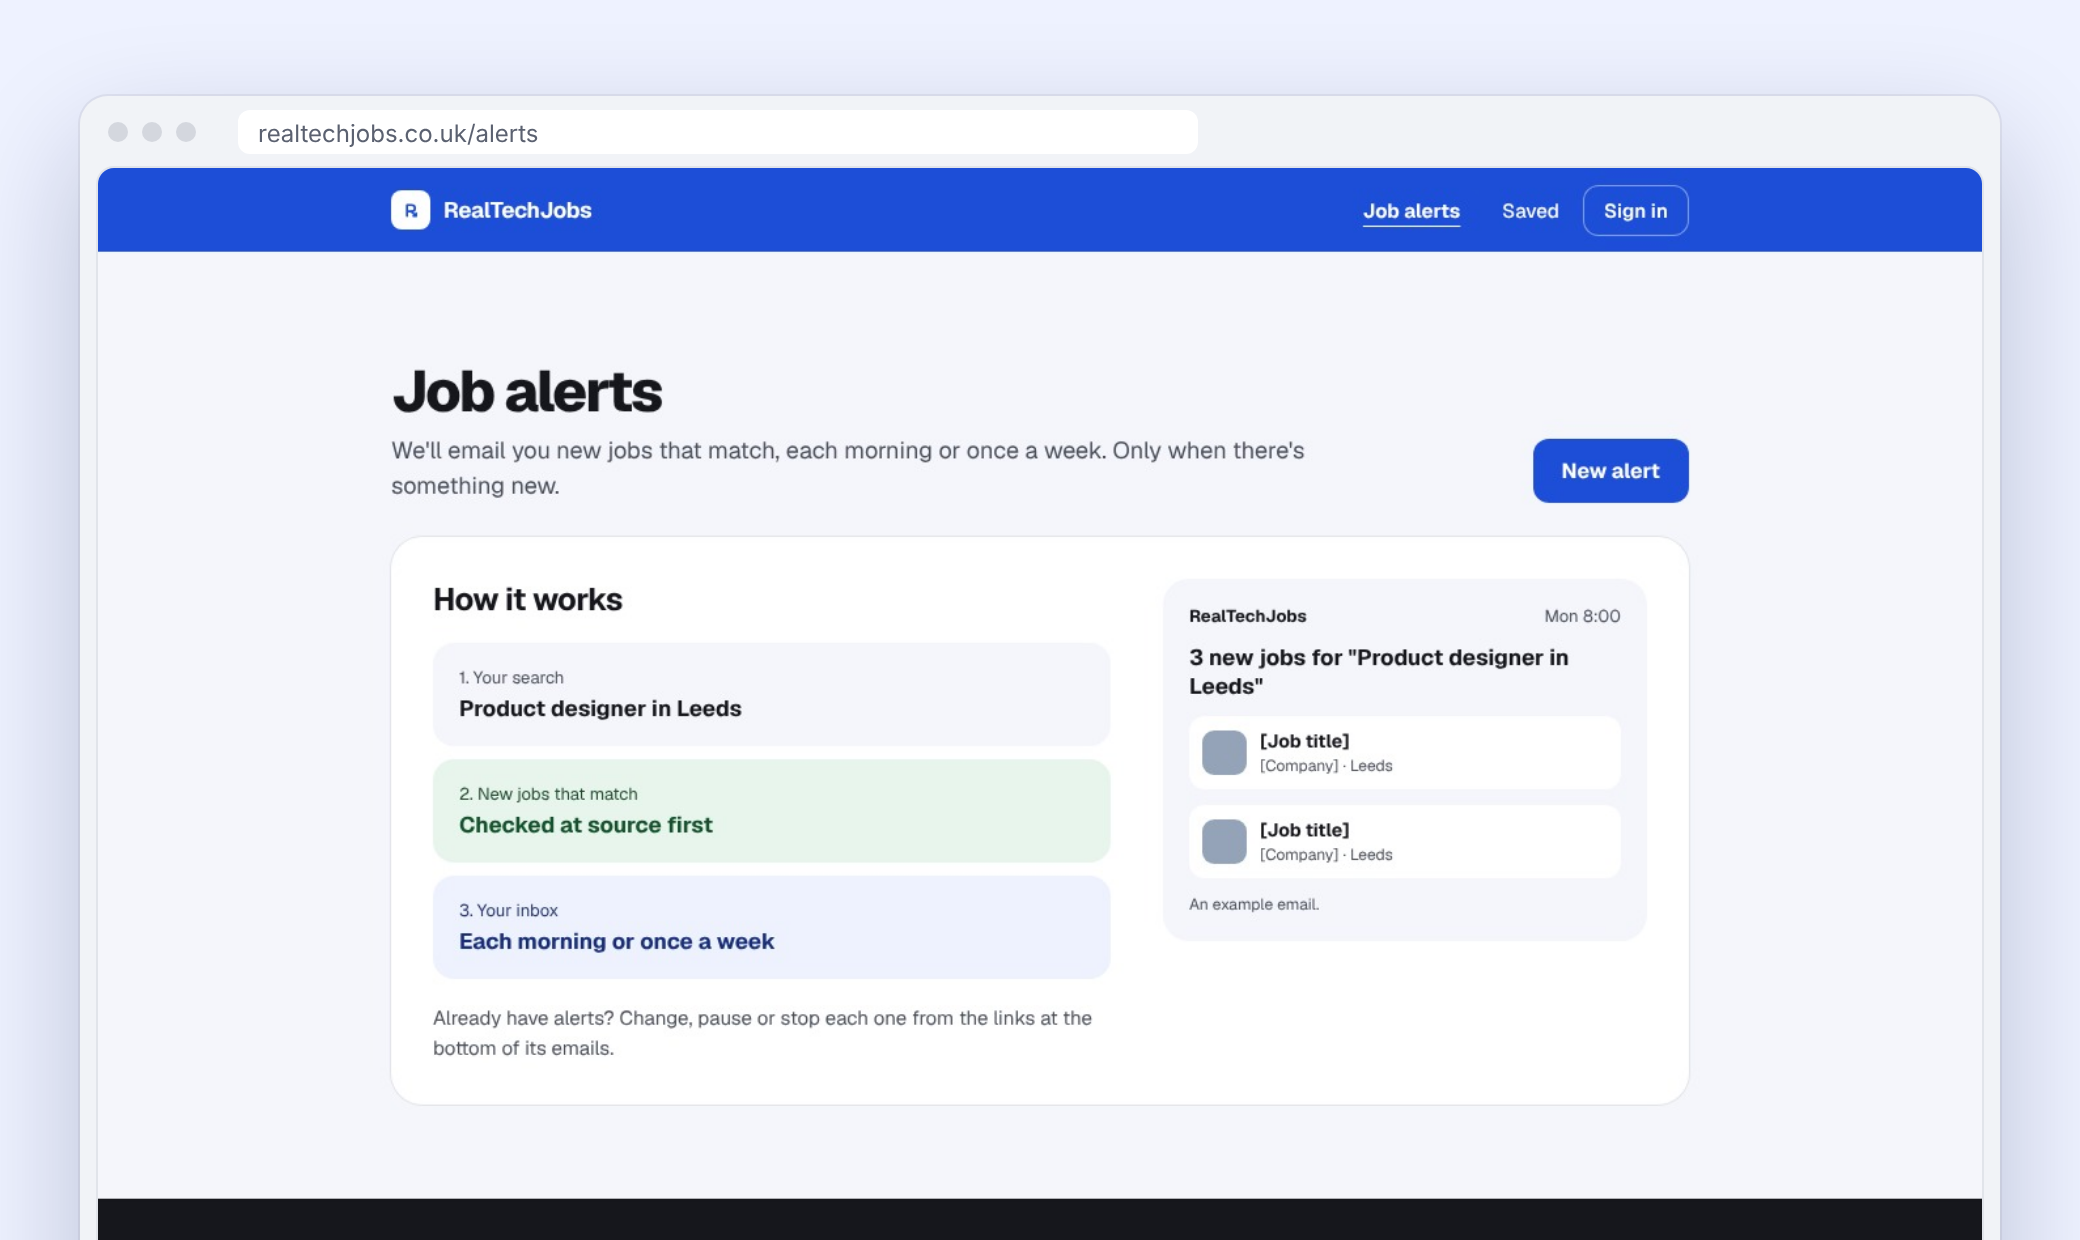 realtechjobs.co.uk/alerts
RealTechJobs
Job alerts
Saved
Sign in
Job alerts
We'll email you new jobs that match, each morning or once a week. Only when there's
something new.
New alert
How it works
1. Your search
Product designer in Leeds
2. New jobs that match
Checked at source first
3. Your inbox
Each morning or once a week
Already have alerts? Change, pause or stop each one from the links at the
bottom of its emails.
RealTechJobs
Mon 8:00
3 new jobs for "Product designer in
Leeds"
[Job title]
[Company] · Leeds
[Job title]
[Company] · Leeds
An example email.